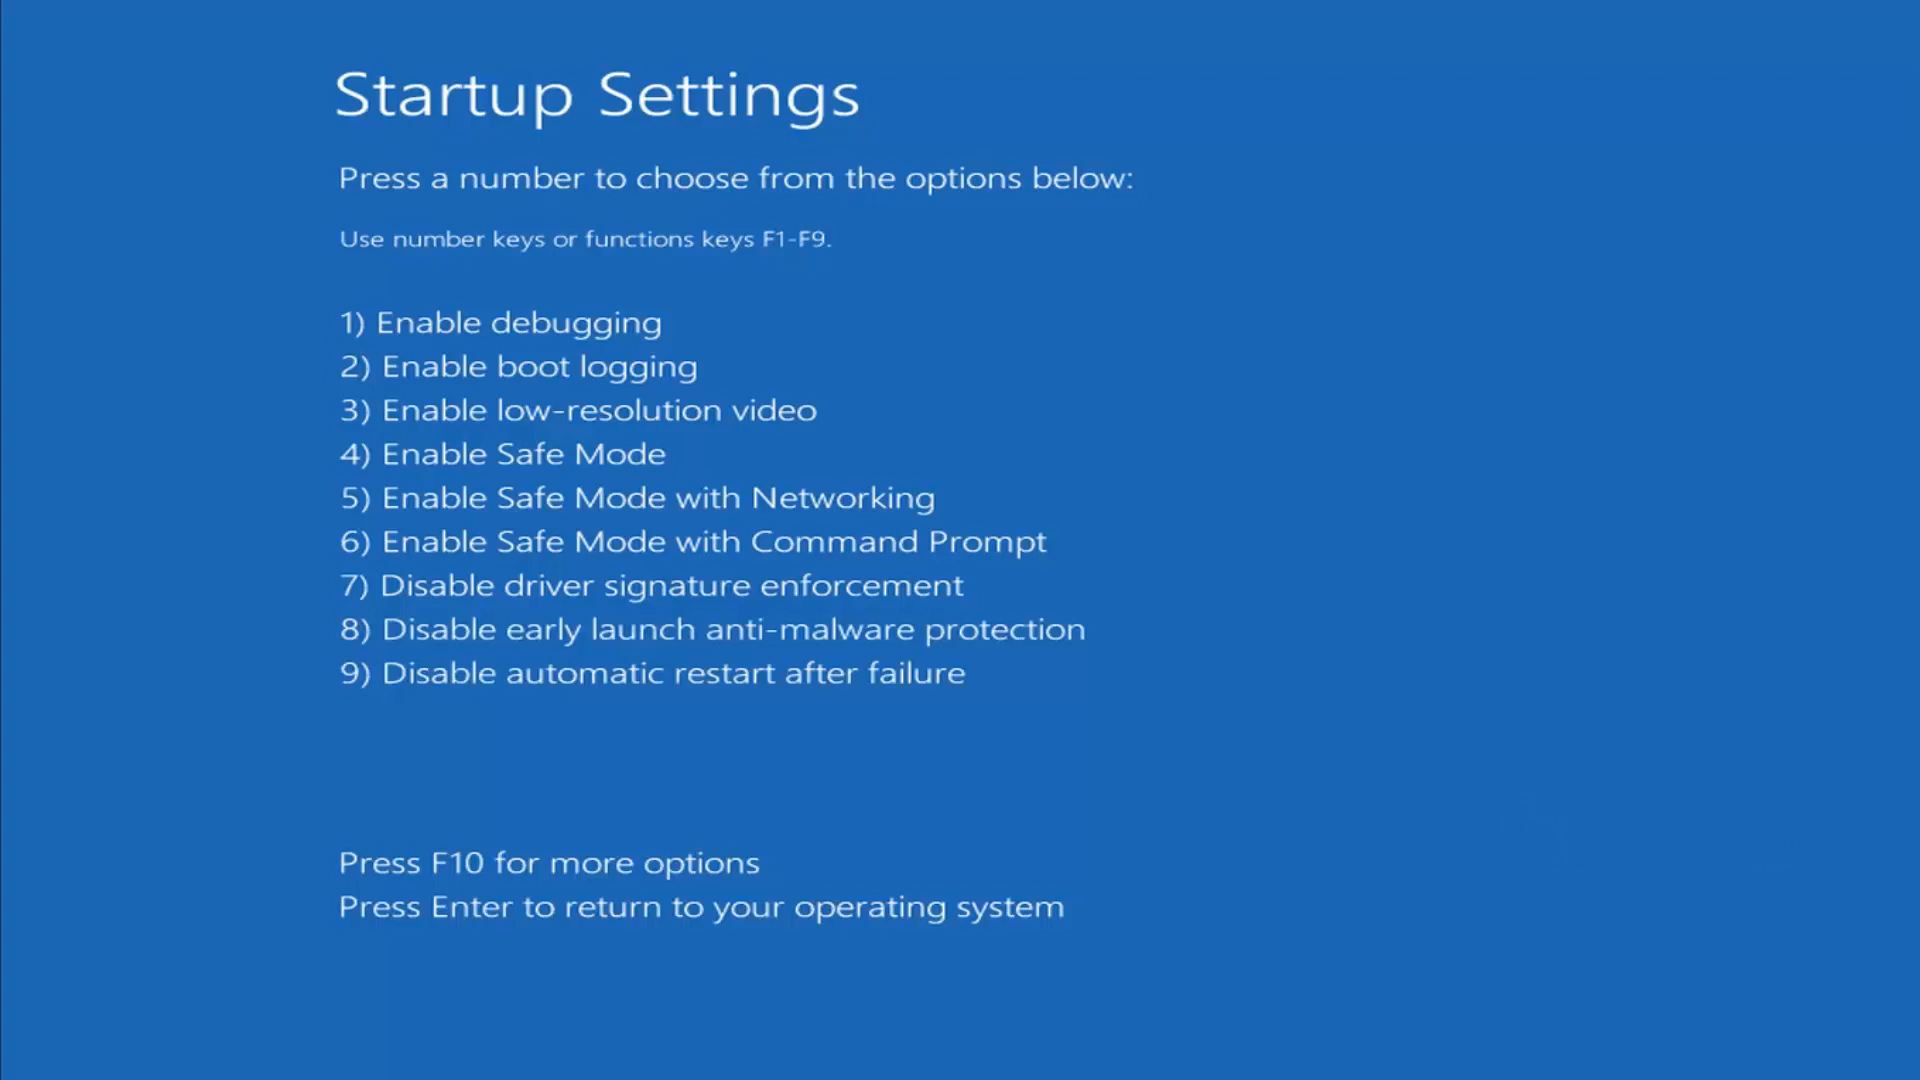 Startup Settings
Press a number to choose from the options below:
Use number keys or functions keys F1-F9.
1) Enable debugging
2) Enable boot logging
3) Enable low-resolution video
4) Enable Safe Mode
5) Enable Safe Mode with Networking
6) Enable Safe Mode with Command Prompt
7) Disable driver signature enforcement
8) Disable early launch anti-malware protection
9) Disable automatic restart after failure
Press F10 for more options
Press Enter to return to your operating system